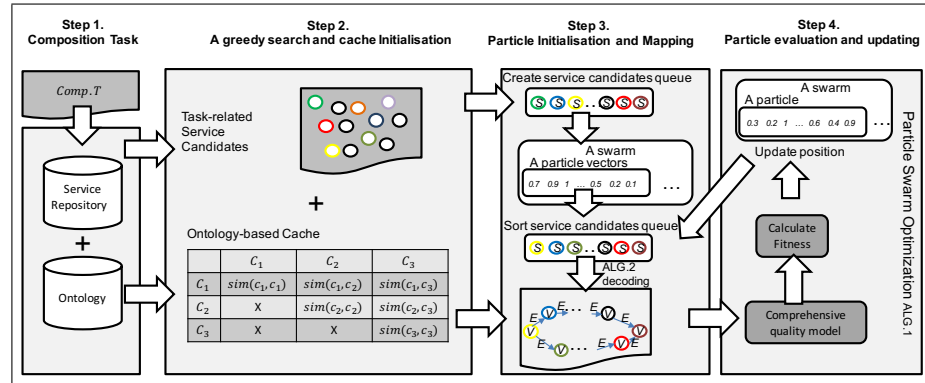 Step 1.
Composition Task
Step 2.
A greedy search and cache Initialisation
Step 3.
Particle Initialisation and Mapping
Step 4.
Particle evaluation and updating
Comp.T
Service
Repository
+
Ontology
Task-related
Service
Candidates
+
Ontology-based Cache
C1 C2 C3
C1 sim(c1,c1) sim(c1,c2) sim(c1,c3)
C2 X sim(c2,c2) sim(c2,c3)
C3 X X sim(c3,c3)
Create service candidates queue
S S S .. S S S
A swarm
A particle vectors
0.7 0.9 1 ... 0.5 0.2 0.1
...
Sort service candidates queue
S S S .. S S S
ALG.2
decoding
V E V E ... V E V
E V E ... E V E
A swarm
A particle
0.3 0.2 1 ... 0.6 0.4 0.9
...
Update position
Calculate
Fitness
Comprehensive
quality model
Particle Swarm Optimization ALG.1